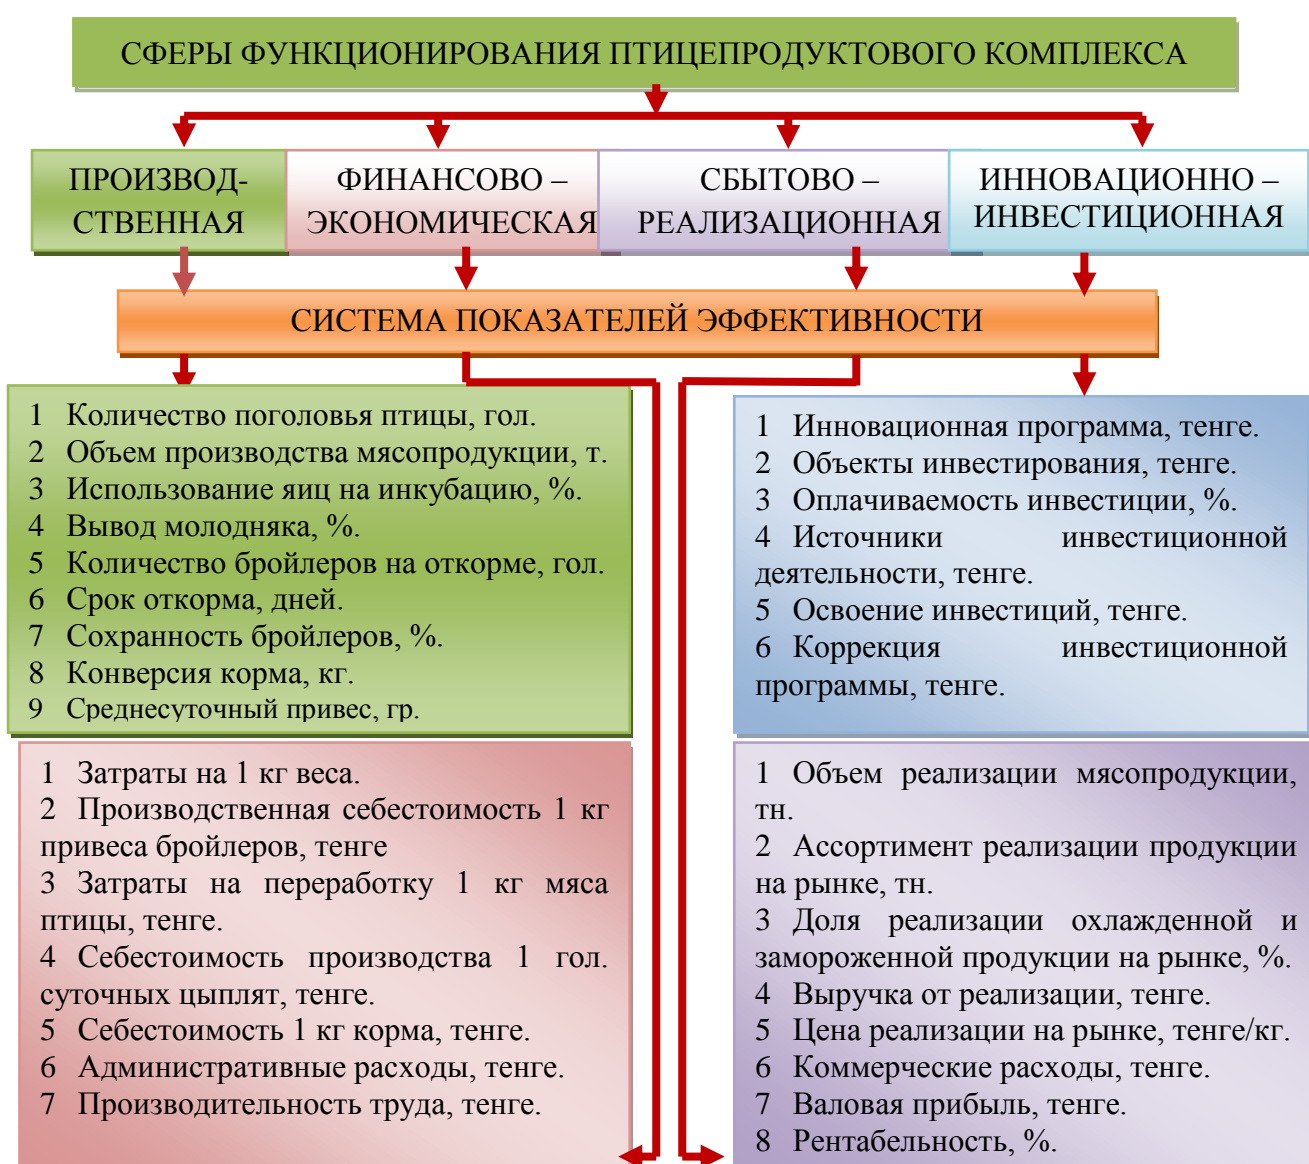 СФЕРЫ ФУНКЦИОНИРОВАНИЯ ПТИЦЕПРОДУКТОВОГО КОМПЛЕКСА
ПРОИЗВОД-
СТВЕННАЯ
ФИНАНСОВО –
ЭКОНОМИЧЕСКАЯ
СБЫТОВО –
РЕАЛИЗАЦИОННАЯ
ИННОВАЦИОННО –
ИНВЕСТИЦИОННАЯ
СИСТЕМА ПОКАЗАТЕЛЕЙ ЭФФЕКТИВНОСТИ
1 Количество поголовья птицы, гол.
2 Объем производства мясопродукции, т.
3 Использование яиц на инкубацию, %.
4 Вывод молодняка, %.
5 Количество бройлеров на откорме, гол.
6 Срок откорма, дней.
7 Сохранность бройлеров, %.
8 Конверсия корма, кг.
9 Среднесуточный привес, гр.
1 Инновационная программа, тенге.
2 Объекты инвестирования, тенге.
3 Оплачиваемость инвестиции, %.
4 Источники инвестиционной
деятельности, тенге.
5 Освоение инвестиций, тенге.
6 Коррекция инвестиционной
программы, тенге.
1 Затраты на 1 кг веса.
2 Производственная себестоимость 1 кг
привеса бройлеров, тенге
3 Затраты на переработку 1 кг мяса
птицы, тенге.
4 Себестоимость производства 1 гол.
суточных цыплят, тенге.
5 Себестоимость 1 кг корма, тенге.
6 Административные расходы, тенге.
7 Производительность труда, тенге.
1 Объем реализации мясопродукции,
тн.
2 Ассортимент реализации продукции
на рынке, тн.
3 Доля реализации охлажденной и
замороженной продукции на рынке, %.
4 Выручка от реализации, тенге.
5 Цена реализации на рынке, тенге/кг.
6 Коммерческие расходы, тенге.
7 Валовая прибыль, тенге.
8 Рентабельность, %.